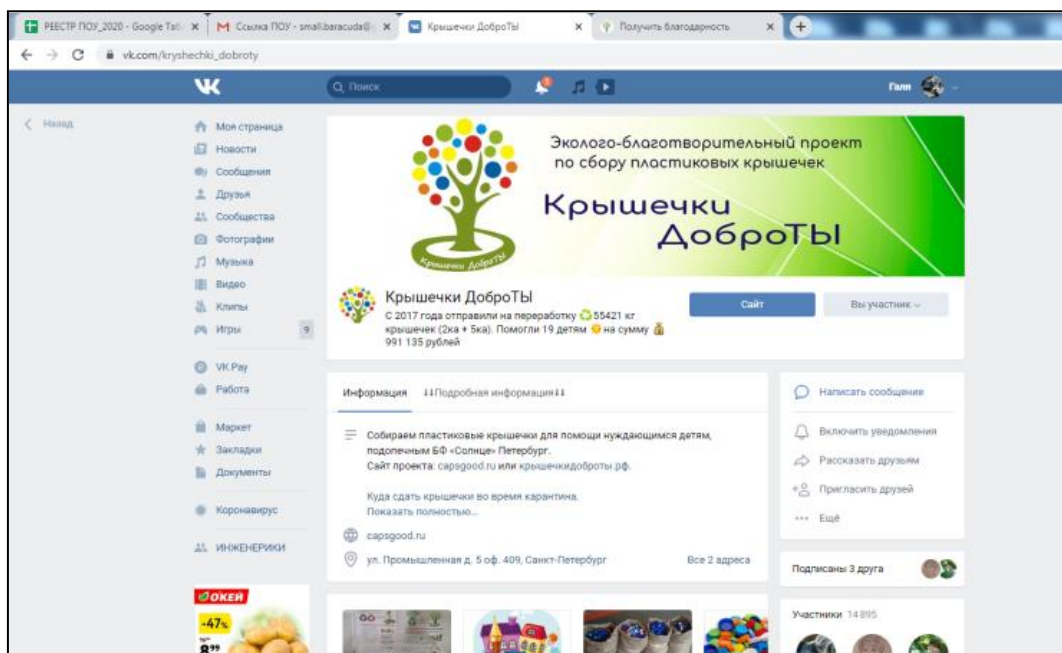 РЕЕСТР ПОУ_2020 - Google Таб
Ссылка ПОУ - small.baracuda@
Крышечки ДоброТЫ
Получить благодарность
vk.com/kryshechki_dobroty
Поиск
Галя
Назад
Моя страница
Новости
Сообщения
Друзья
Сообщества
Фотографии
Музыка
Видео
Клипы
Игры
9
VK Pay
Работа
Маркет
Закладки
Документы
Коронавирус
ИНЖЕНЕРИКИ
О'КЕЙ
-47%
8⁹⁹
Эколого-благотворительный проект
по сбору пластиковых крышечек
Крышечки
ДоброТЫ
Крышечки ДоброТЫ
Крышечки ДоброТЫ
С 2017 года отправили на переработку 55421 кг
крышечек (2ка + 5ка). Помогли 19 детям на сумму
991 135 рублей
Сайт
Вы участник
Информация
↓↓Подробная информация↓↓
Собираем пластиковые крышечки для помощи нуждающимся детям,
подопечным БФ «Солнце» Петербург.
Сайт проекта: capsgood.ru или крышечкидоброты.рф.
Куда сдать крышечки во время карантина.
Показать полностью...
capsgood.ru
ул. Промышленная д. 5 оф. 409, Санкт-Петербург
Все 2 адреса
Написать сообщение
Включить уведомления
Рассказать друзьям
Пригласить друзей
Ещё
Подписаны 3 друга
Участники 14 895